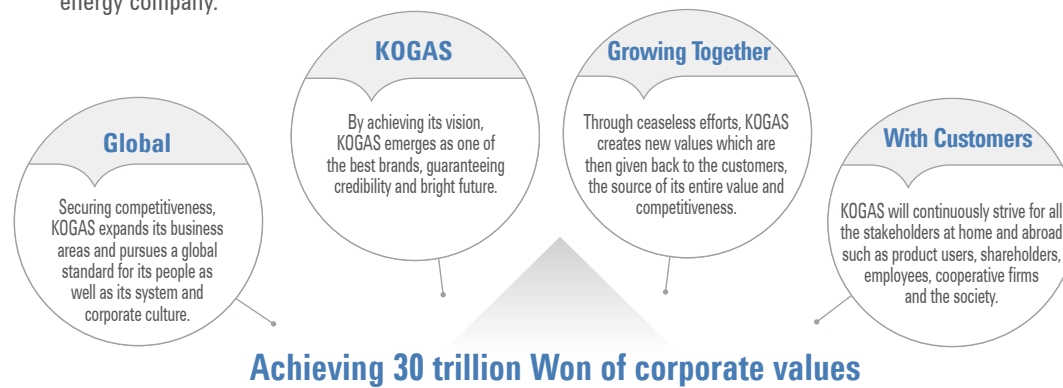 energy company.
Global
Securing competitiveness,
KOGAS expands its business
areas and pursues a global
standard for its people as
well as its system and
corporate culture.
KOGAS
By achieving its vision,
KOGAS emerges as one of
the best brands, guaranteeing
credibility and bright future.
Growing Together
Through ceaseless efforts, KOGAS
creates new values which are
then given back to the customers,
the source of its entire value and
competitiveness.
With Customers
KOGAS will continuously strive for all
the stakeholders at home and abroad
such as product users, shareholders,
employees, cooperative firms
and the society.
Achieving 30 trillion Won of corporate values